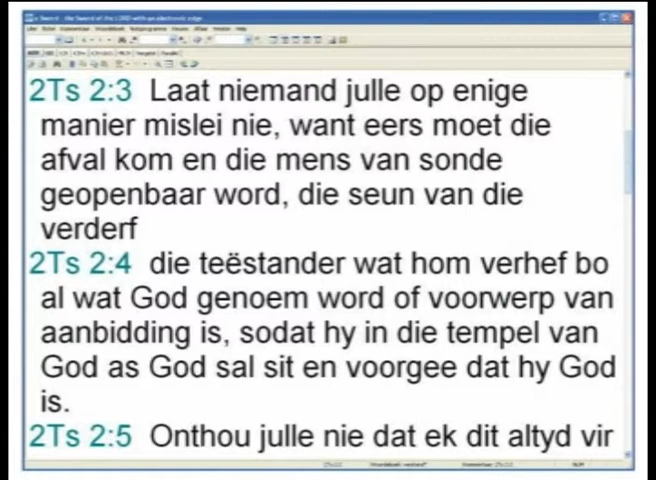 2Ts 2:3 Laat niemand julle op enige
manier mislei nie, want eers moet die
afval kom en die mens van sonde
geopenbaar word, die seun van die
verderf
2Ts 2:4 die teëstander wat hom verhef bo
al wat God genoem word of voorwerp van
aanbidding is, sodat hy in die tempel van
God as God sal sit en voorgee dat hy God
is.
2Ts 2:5 Onthou julle nie dat ek dit altyd vir